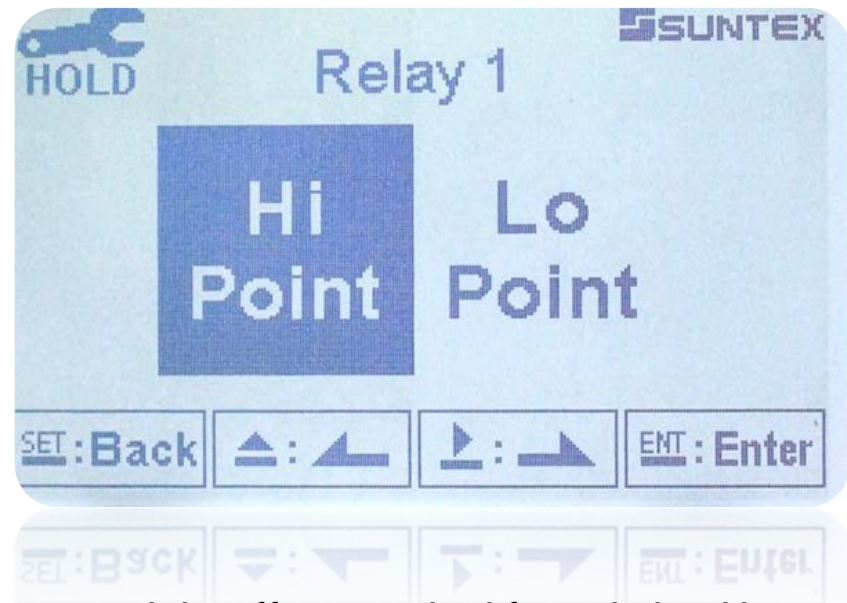 SUNTEX
HOLD
Relay 1
Hi Lo
Point Point
SET:Back : : ENT: Enter